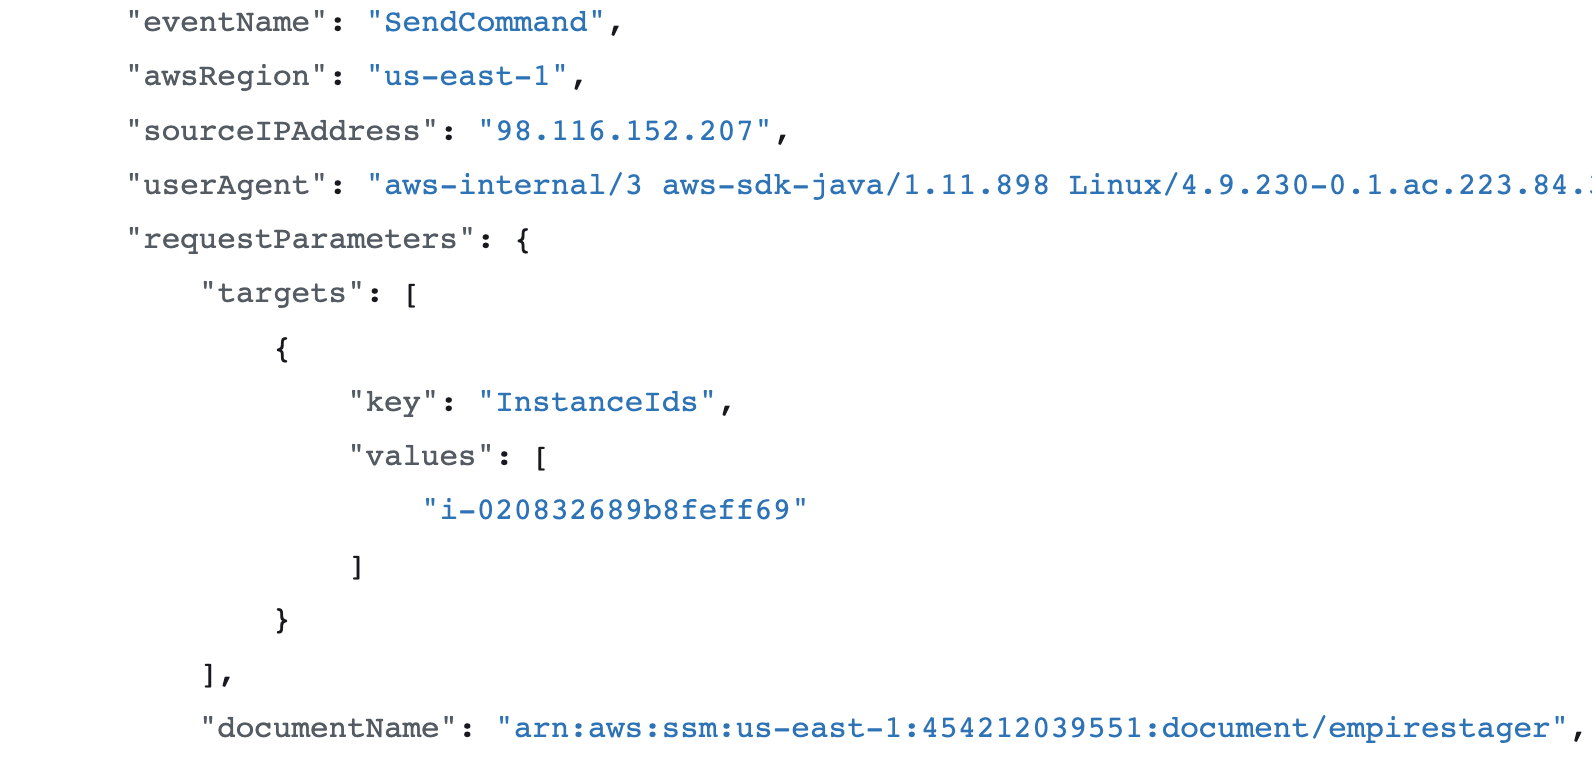 "eventName": "SendCommand",
"awsRegion": "us-east-1",
"sourceIPAddress": "98.116.152.207",
"userAgent": "aws-internal/3 aws-sdk-java/1.11.898 Linux/4.9.230-0.1.ac.223.84.
"requestParameters": {
"targets": [
{
"key": "InstanceIds",
"values": [
"i-020832689b8feff69"
]
}
],
"documentName": "arn:aws:ssm:us-east-1:454212039551:document/empirestager",